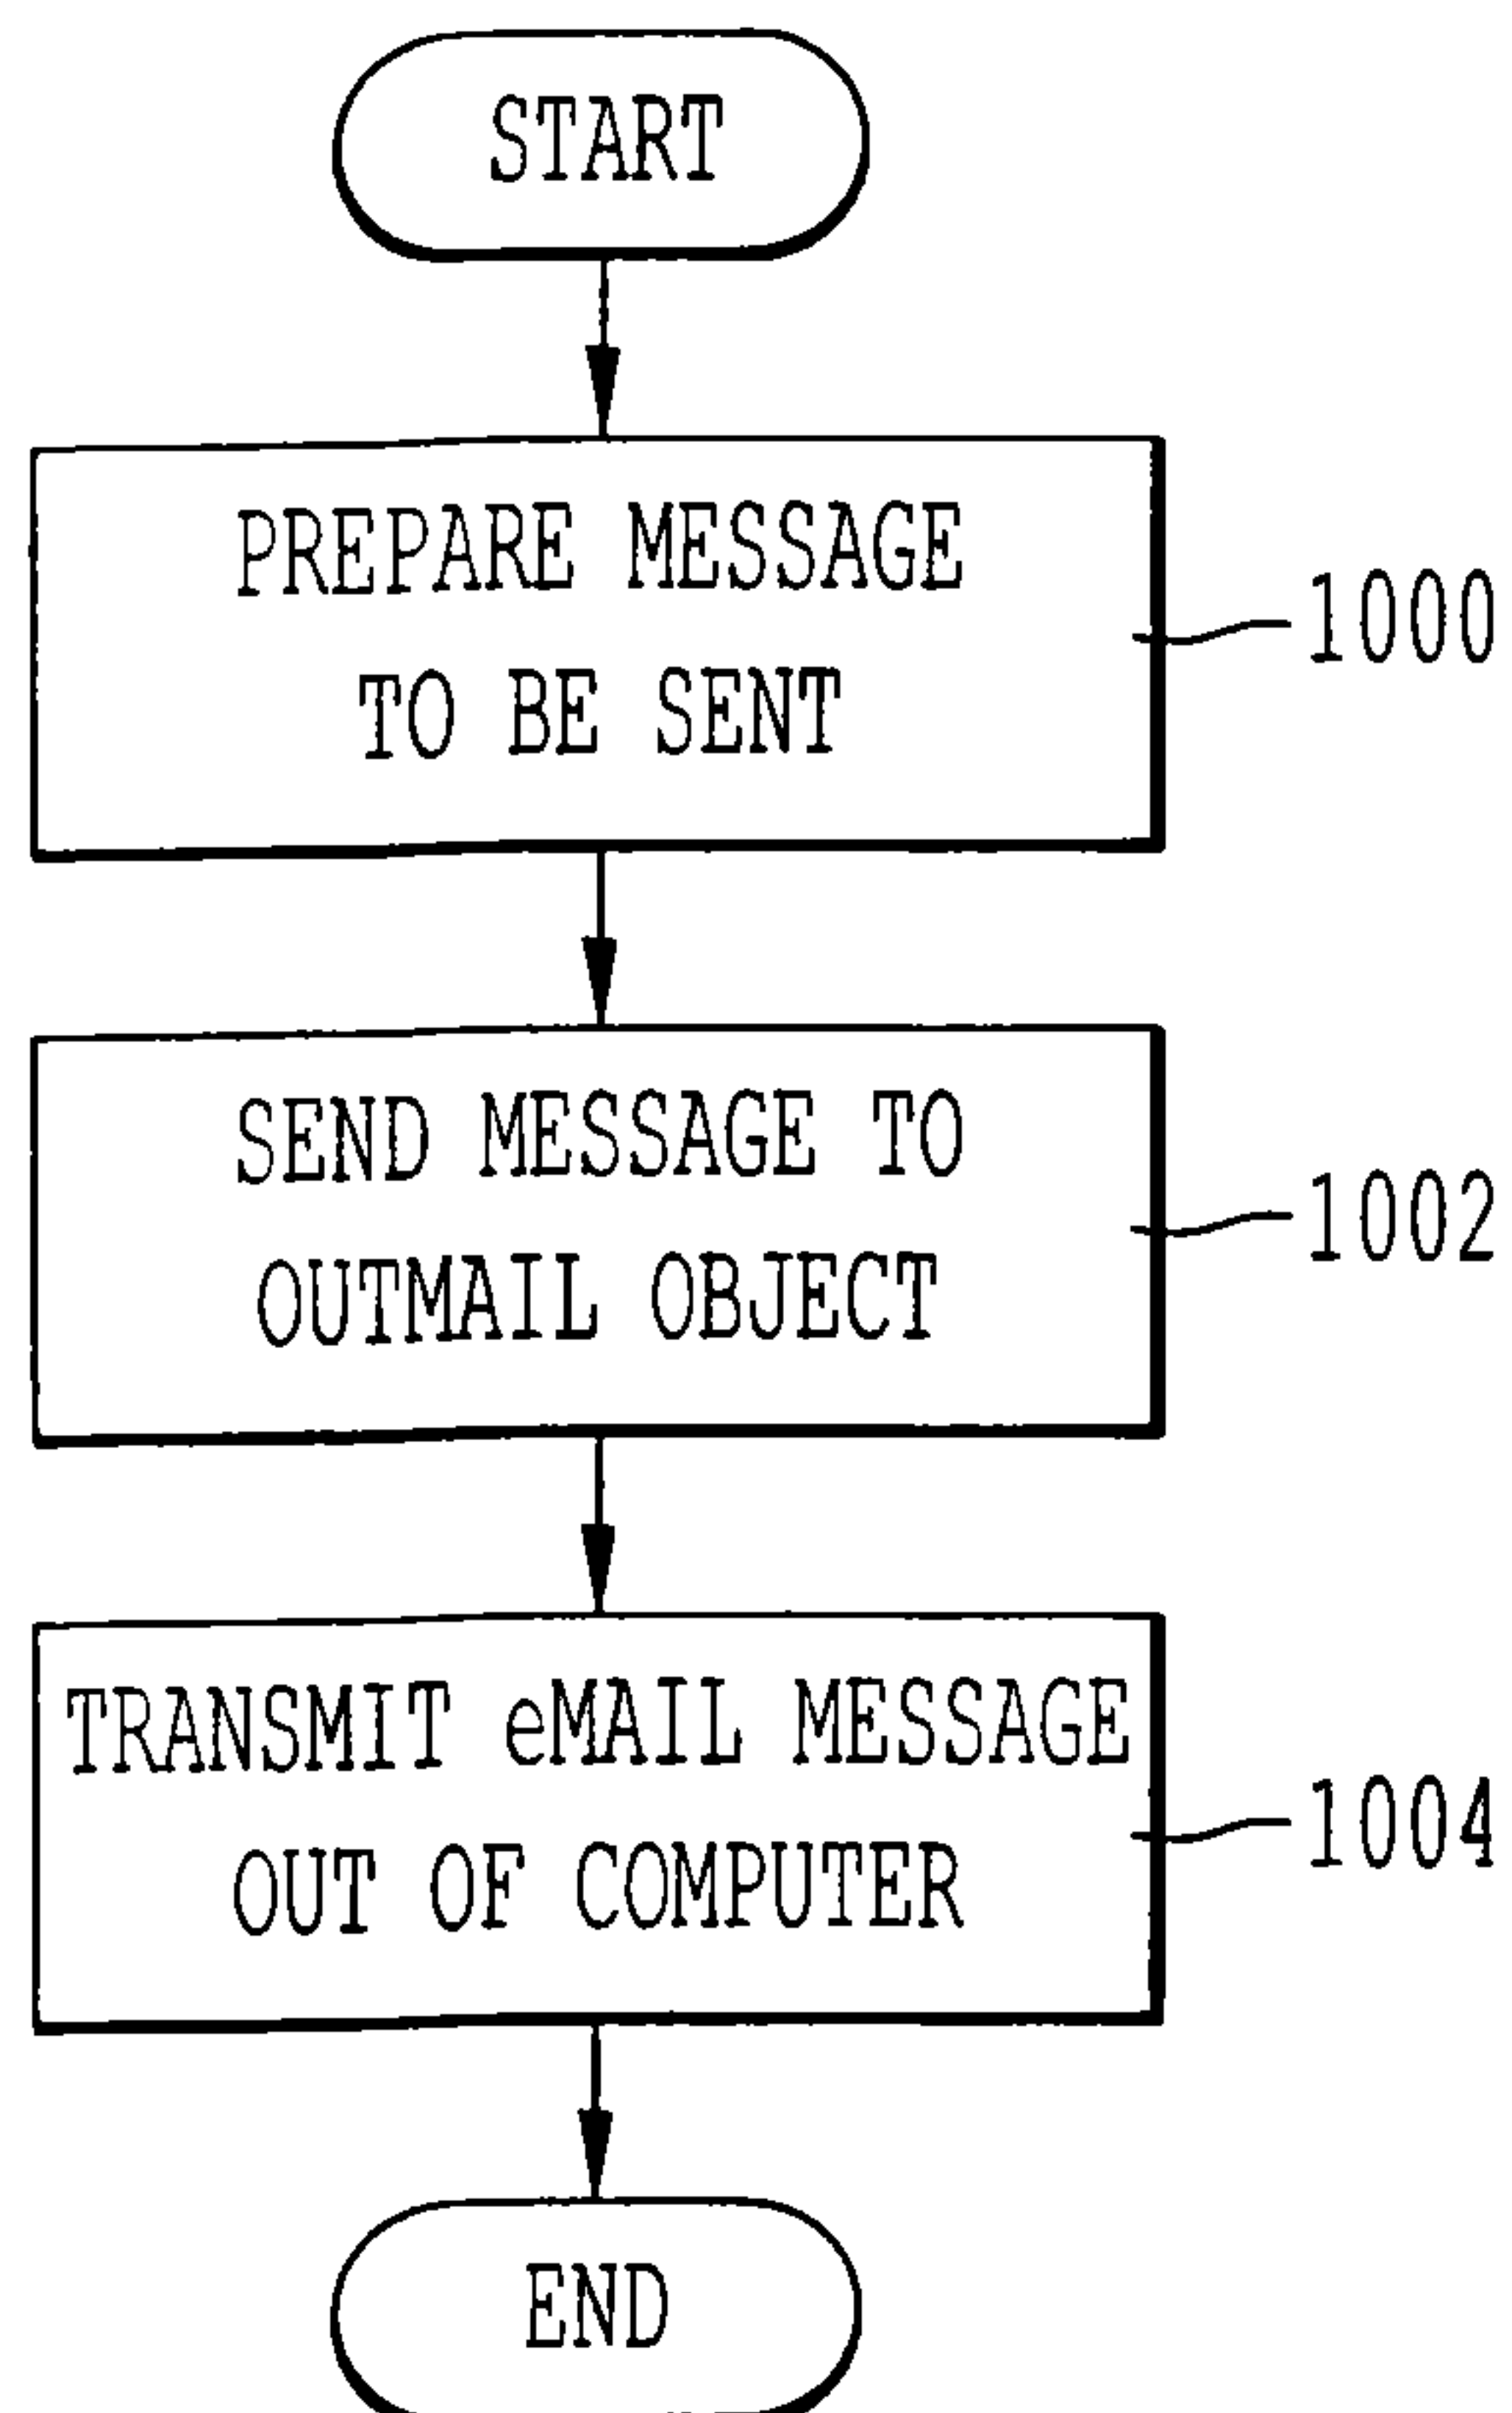 START
PREPARE MESSAGE
TO BE SENT
1000
SEND MESSAGE TO
OUTMAIL OBJECT
1002
TRANSMIT eMAIL MESSAGE
OUT OF COMPUTER
1004
END